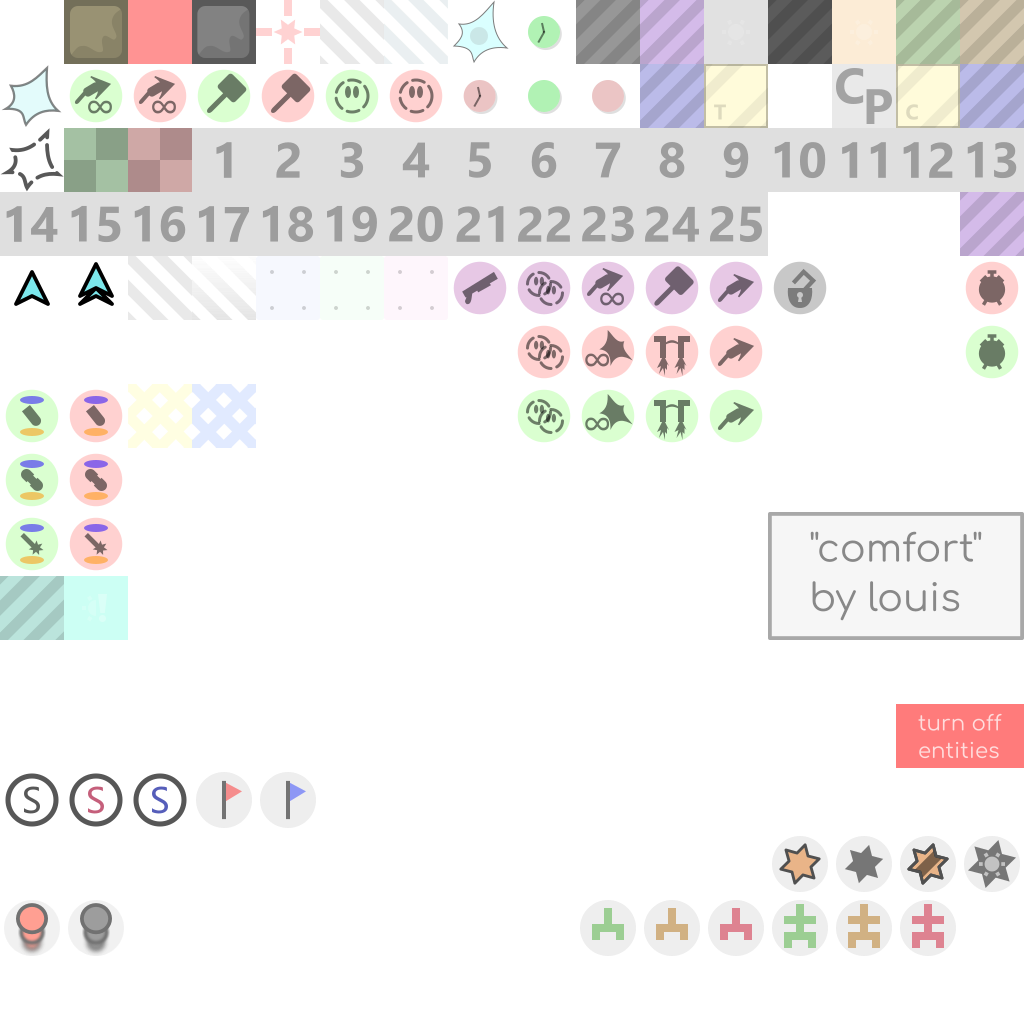 T
CP
C
1 2 3 4 5 6 7 8 9 10 11 12 13
14 15 16 17 18 19 20 21 22 23 24 25
"comfort"
by louis
turn off
entities
S S S